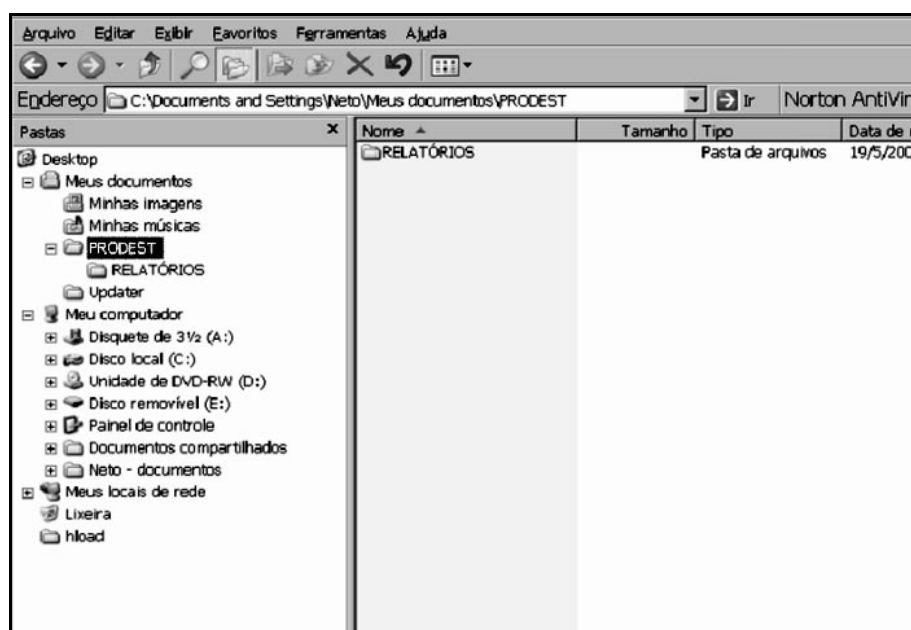 Arquivo Editar Exibir Favoritos Ferramentas Ajuda
Endereço C:\Documents and Settings\Neto\Meus documentos\PRODEST Ir Norton AntiVir
Pastas x Nome Tamanho Tipo Data de
RELATÓRIOS Pasta de arquivos 19/5/200
Desktop
Meus documentos
Minhas imagens
Minhas músicas
PRODEST
RELATÓRIOS
Updater
Meu computador
Disquete de 3½ (A:)
Disco local (C:)
Unidade de DVD-RW (D:)
Disco removível (E:)
Painel de controle
Documentos compartilhados
Neto - documentos
Meus locais de rede
Lixeira
hload